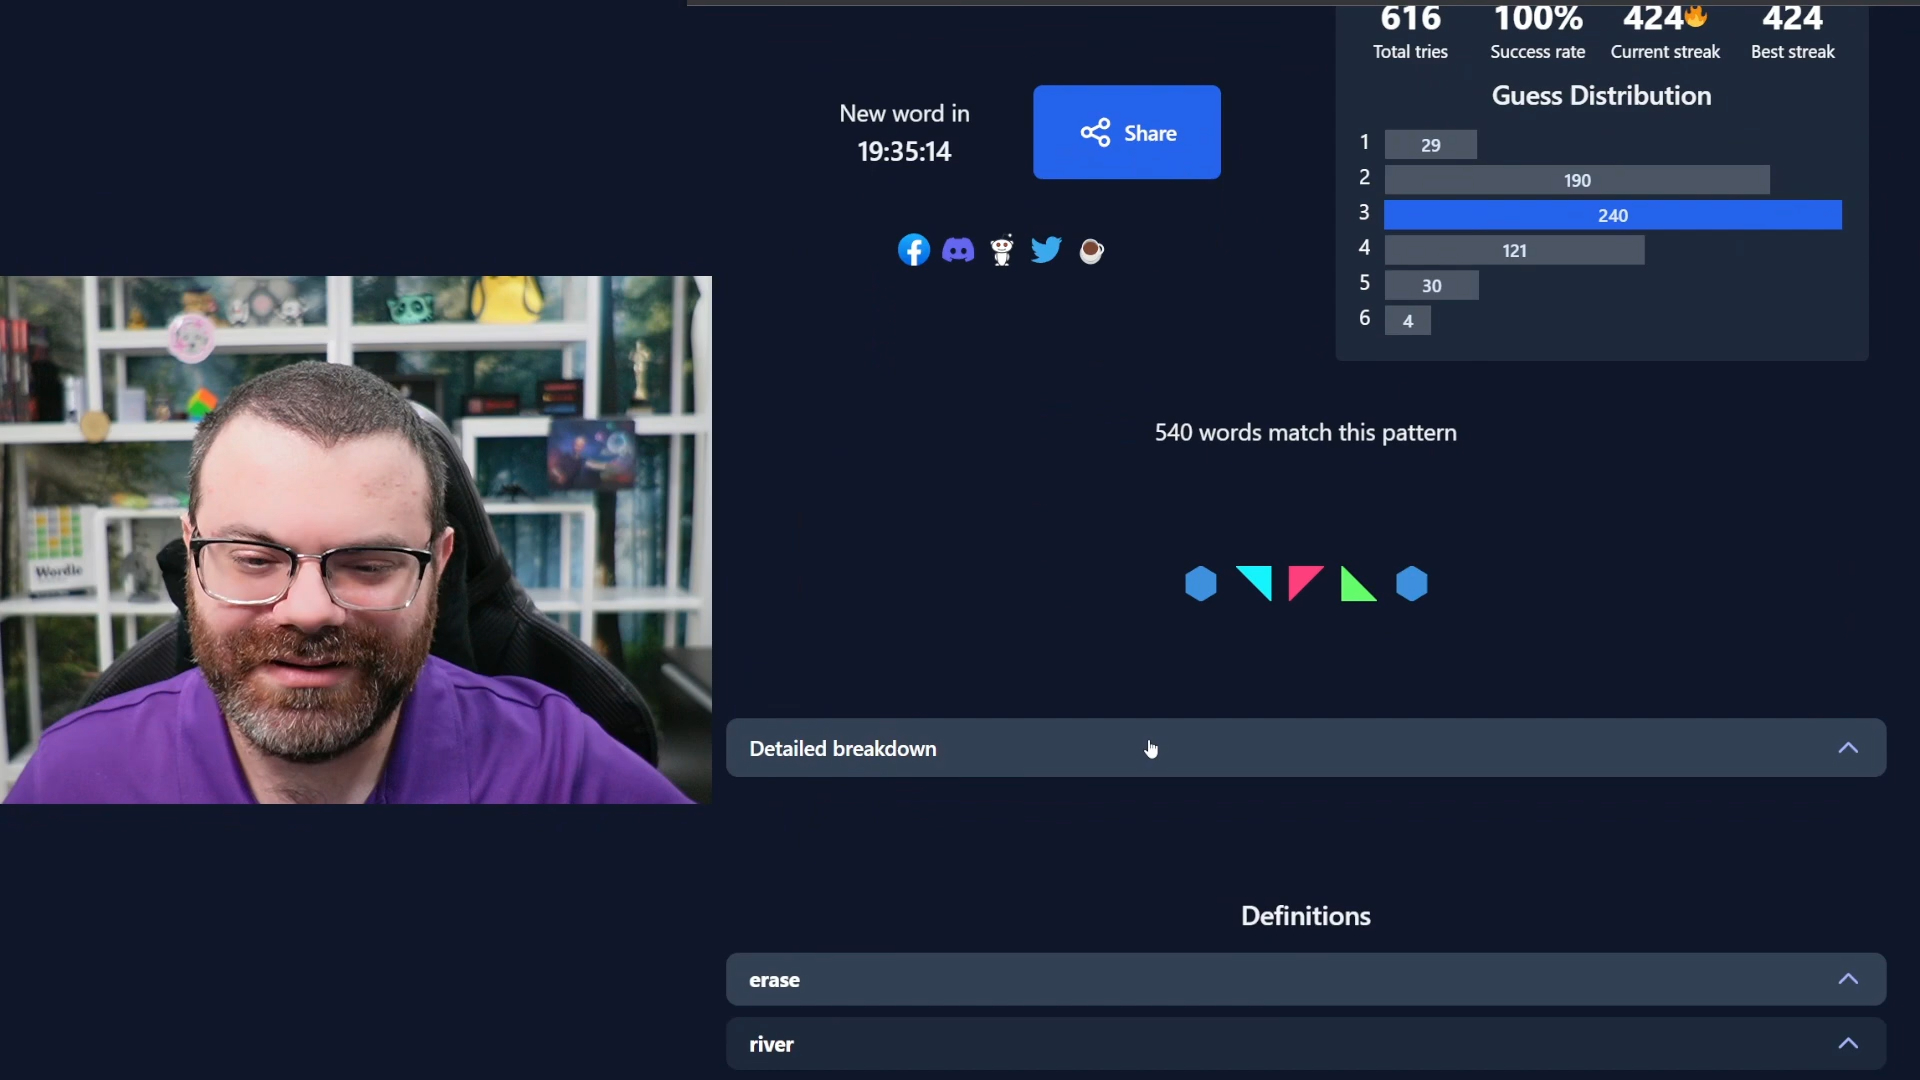 616 100% 424🔥 424
Total tries Success rate Current streak Best streak
Guess Distribution
1 29
2 190
3 240
4 121
5 30
6 4
New word in
19:35:14
Share
540 words match this pattern
Detailed breakdown
Definitions
erase
river
Wordle